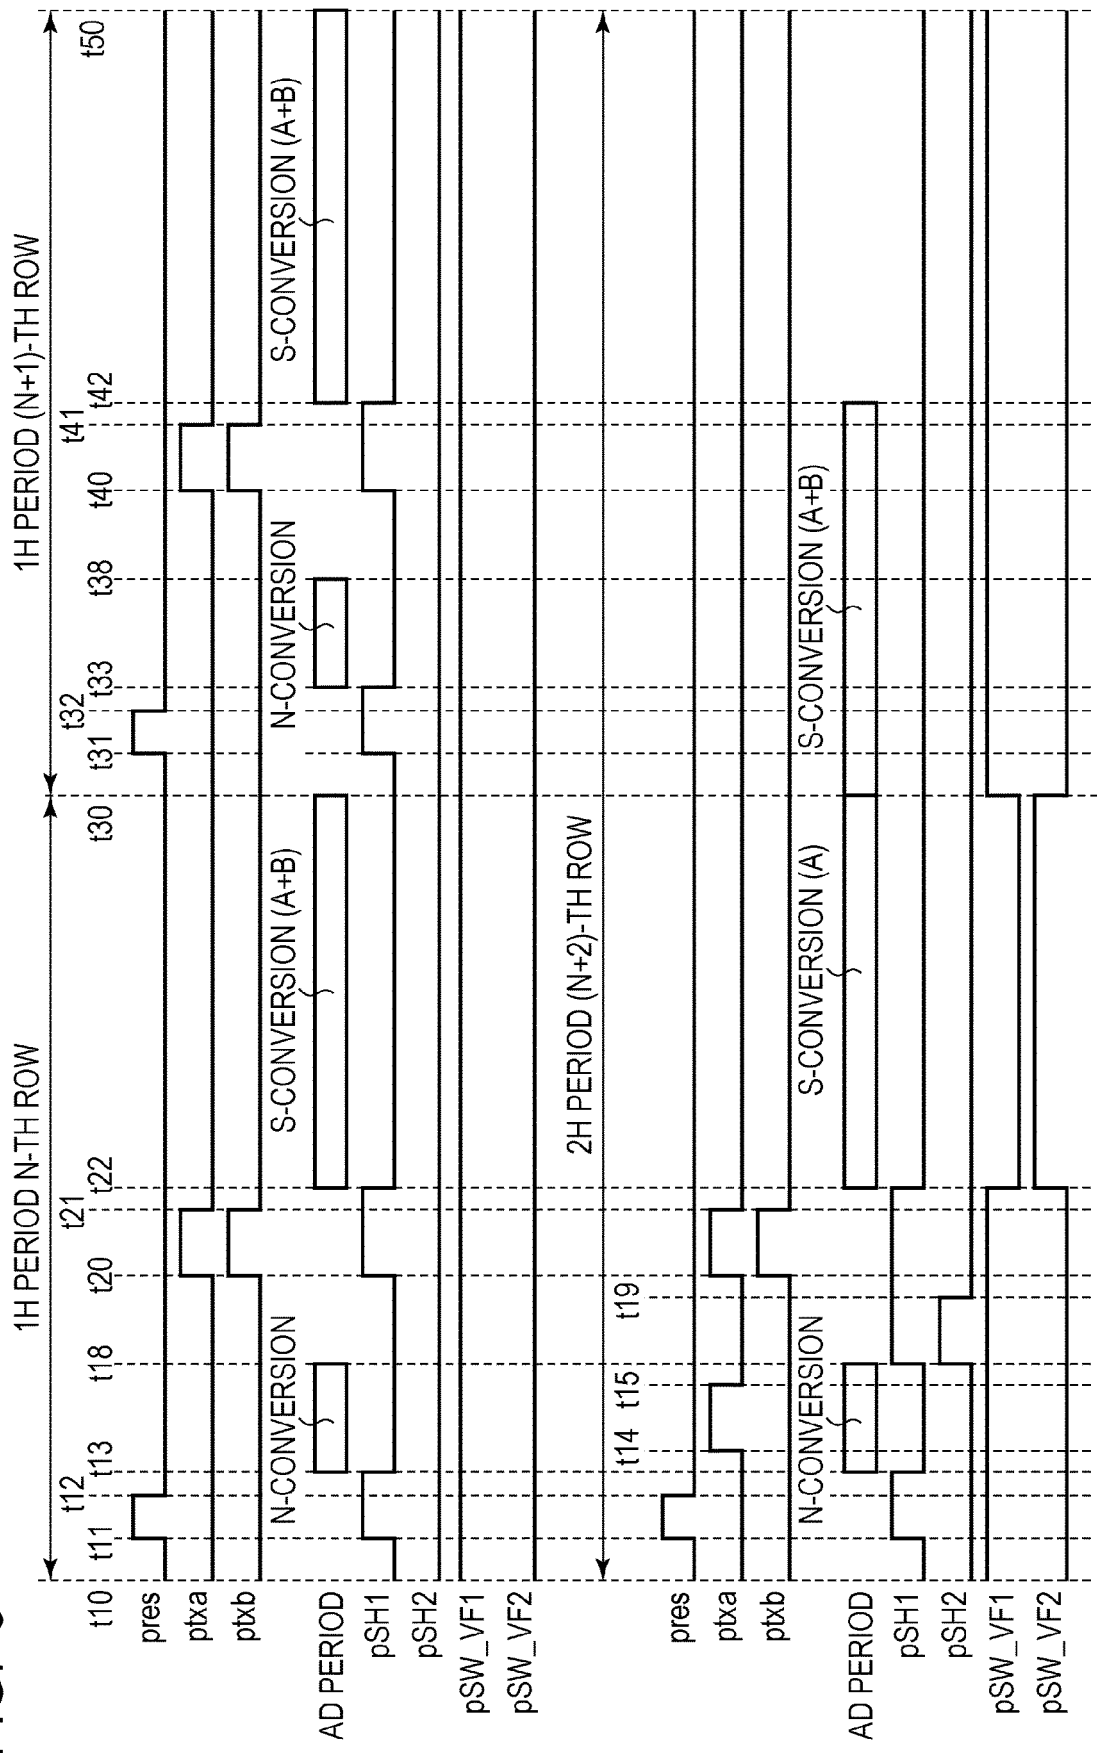 1H PERIOD N-TH ROW
1H PERIOD (N+1)-TH ROW
t10
t11
t12
t13
t18
t20
t21
t22
t30
t31
t32
t33
t38
t40
t41
t42
t50
pres
ptxa
ptxb
N-CONVERSION
S-CONVERSION (A+B)
N-CONVERSION
S-CONVERSION (A+B)
AD PERIOD
pSH1
pSH2
pSW_VF1
pSW_VF2
2H PERIOD (N+2)-TH ROW
t14
t15
t19
pres
ptxa
ptxb
N-CONVERSION
S-CONVERSION (A)
S-CONVERSION (A+B)
AD PERIOD
pSH1
pSH2
pSW_VF1
pSW_VF2